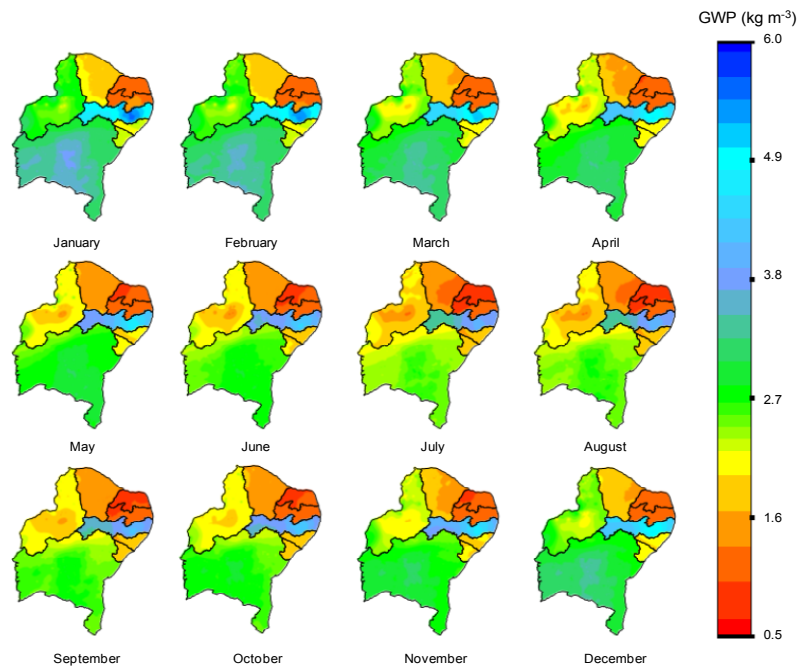 GWP (kg m-3)
6.0
4.9
3.8
2.7
1.6
0.5
January
February
March
April
May
June
July
August
September
October
November
December